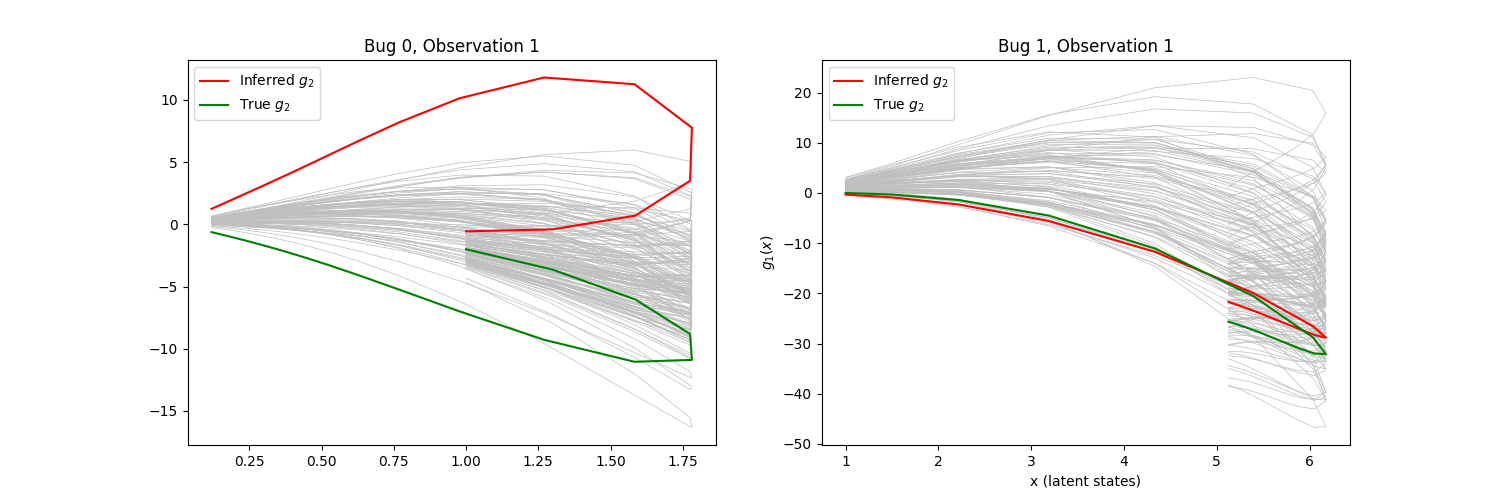 Bug 0, Observation 1
Inferred g₂
True g₂
10
5
0
−5
−10
−15
0.25 0.50 0.75 1.00 1.25 1.50 1.75
Bug 1, Observation 1
Inferred g₂
True g₂
g₁(x)
20
10
0
−10
−20
−30
−40
−50
1 2 3 4 5 6
x (latent states)